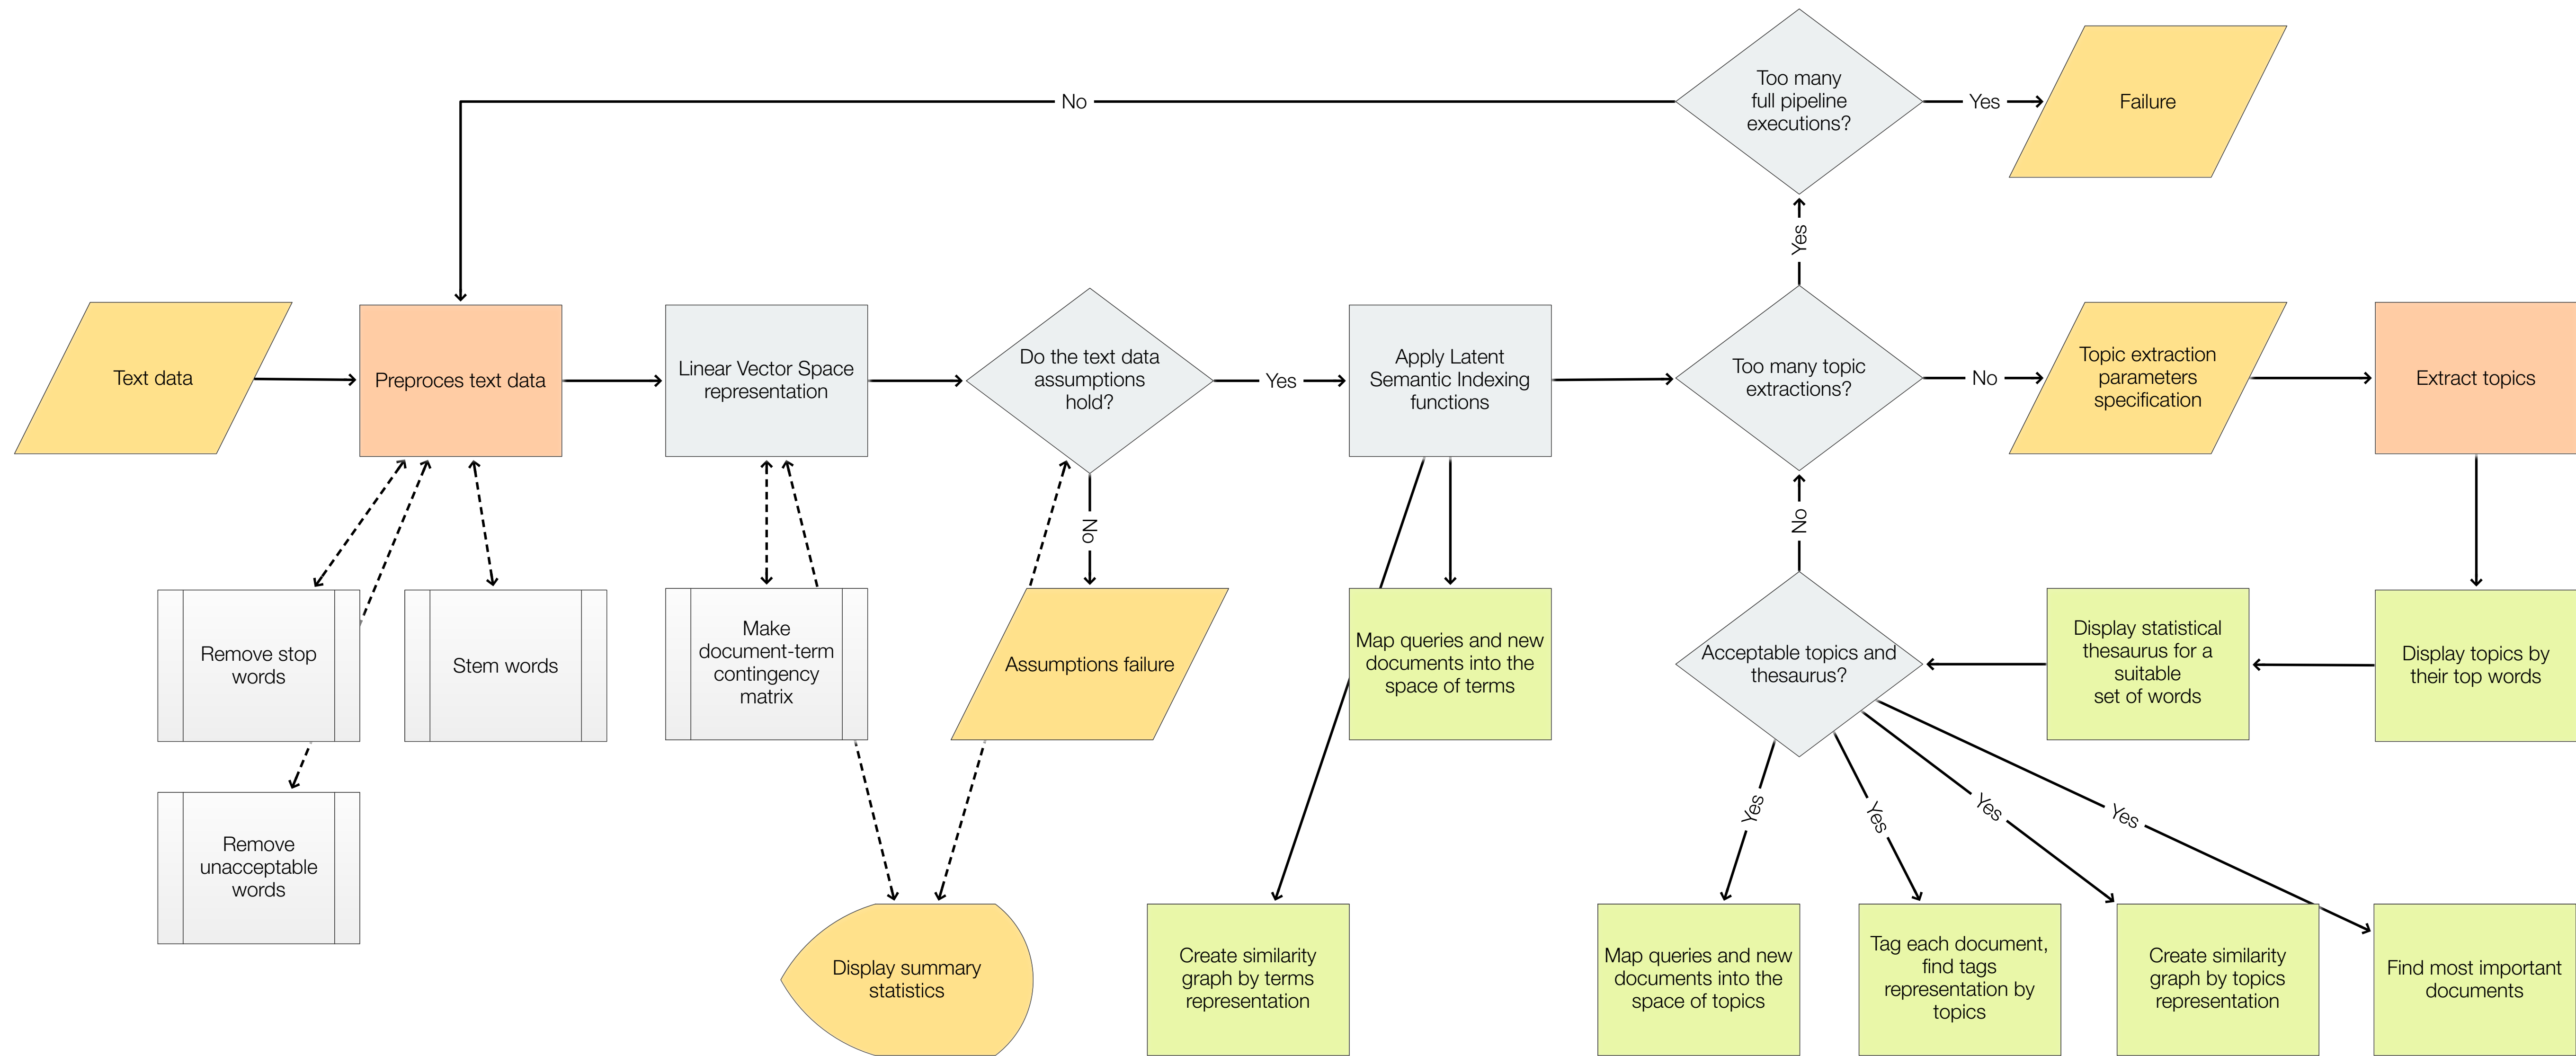 Too many
full pipeline
executions?
Yes
Failure
No
Yes
Text data
Preproces text data
Linear Vector Space
representation
Do the text data
assumptions
hold?
Yes
Apply Latent
Semantic Indexing
functions
Too many topic
extractions?
No
Topic extraction
parameters
specification
Extract topics
No
No
Remove stop
words
Stem words
Make
document-term
contingency
matrix
Assumptions failure
Map queries and new
documents into the
space of terms
Acceptable topics and
thesaurus?
Display statistical
thesaurus for a
suitable
set of words
Display topics by
their top words
Yes
Yes
Yes
Yes
Remove
unacceptable
words
Display summary
statistics
Create similarity
graph by terms
representation
Map queries and new
documents into the
space of topics
Tag each document,
find tags
representation by
topics
Create similarity
graph by topics
representation
Find most important
documents